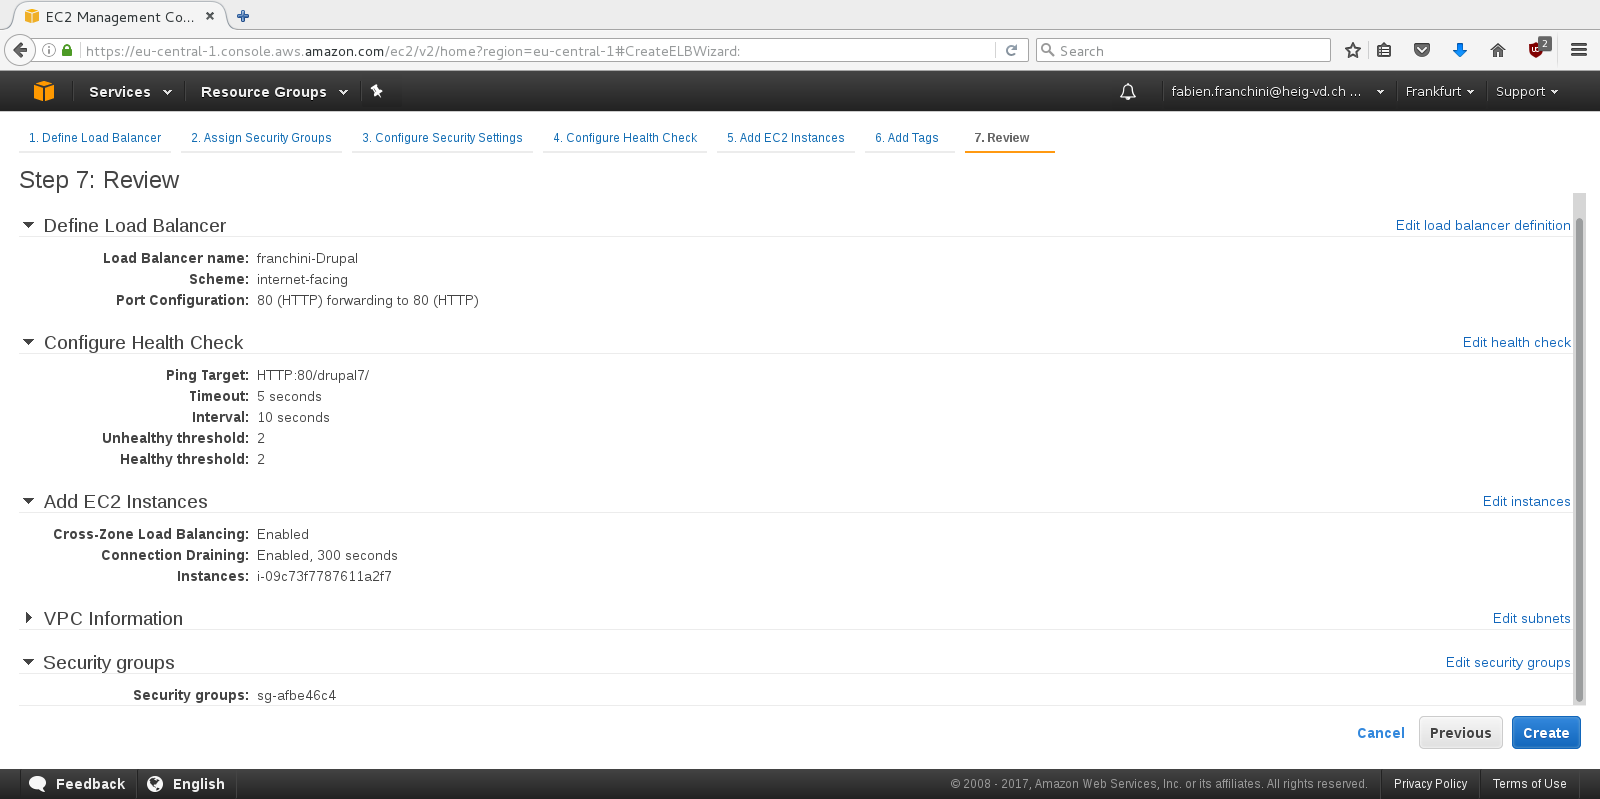 EC2 Management Co...
https://eu-central-1.console.aws.amazon.com/ec2/v2/home?region=eu-central-1#CreateELBWizard:
Search
2
Services
Resource Groups
fabien.franchini@heig-vd.ch ...
Frankfurt
Support
1. Define Load Balancer
2. Assign Security Groups
3. Configure Security Settings
4. Configure Health Check
5. Add EC2 Instances
6. Add Tags
7. Review
Step 7: Review
Define Load Balancer
Edit load balancer definition
Load Balancer name: franchini-Drupal
Scheme: internet-facing
Port Configuration: 80 (HTTP) forwarding to 80 (HTTP)
Configure Health Check
Edit health check
Ping Target: HTTP:80/drupal7/
Timeout: 5 seconds
Interval: 10 seconds
Unhealthy threshold: 2
Healthy threshold: 2
Add EC2 Instances
Edit instances
Cross-Zone Load Balancing: Enabled
Connection Draining: Enabled, 300 seconds
Instances: i-09c73f7787611a2f7
VPC Information
Edit subnets
Security groups
Edit security groups
Security groups: sg-afbe46c4
Cancel
Previous
Create
Feedback
English
© 2008 - 2017, Amazon Web Services, Inc. or its affiliates. All rights reserved.
Privacy Policy
Terms of Use